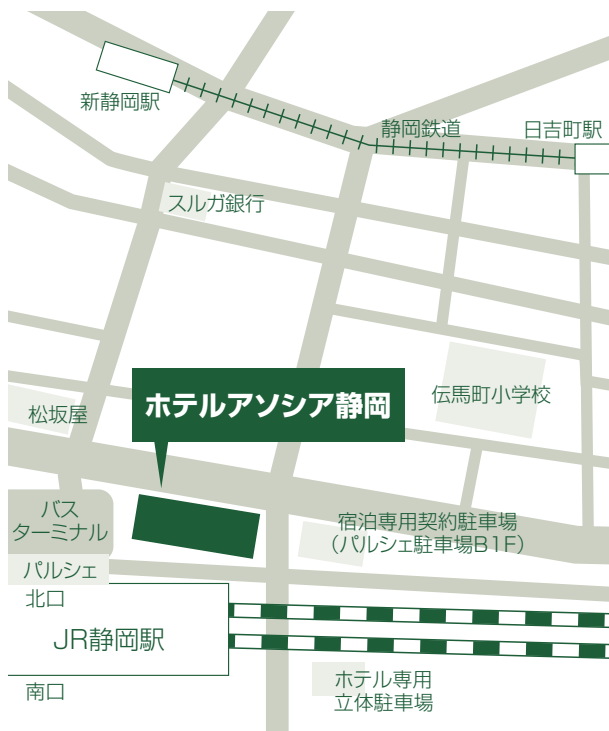 新静岡駅
静岡鉄道
日吉町駅
スルガ銀行
ホテルアソシア静岡
伝馬町小学校
松坂屋
バス
ターミナル
宿泊専用契約駐車場
（パルシェ駐車場B1F）
パルシェ
北口
JR静岡駅
ホテル専用
立体駐車場
南口